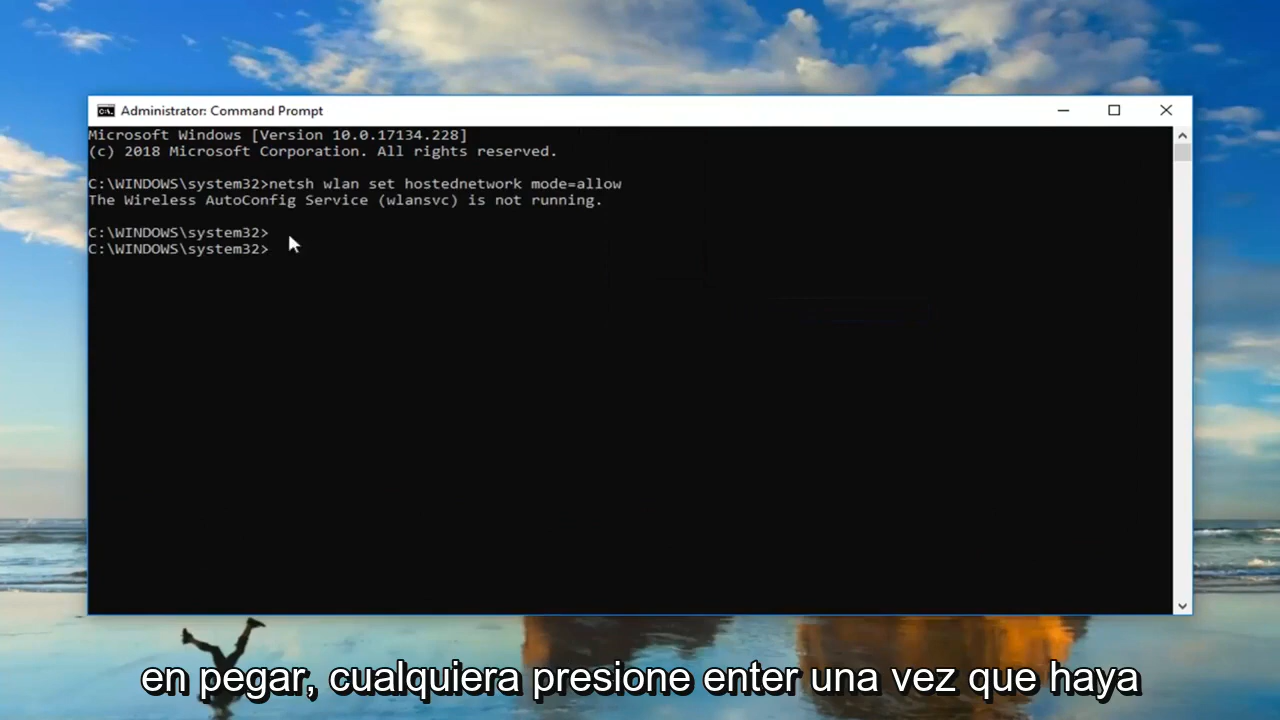 Administrator: Command Prompt
Microsoft Windows [Version 10.0.17134.228]
(c) 2018 Microsoft Corporation. All rights reserved.
C:\WINDOWS\system32>netsh wlan set hostednetwork mode=allow
The Wireless AutoConfig Service (wlansvc) is not running.
C:\WINDOWS\system32>
C:\WINDOWS\system32>
en pegar, cualquiera presione enter una vez que haya